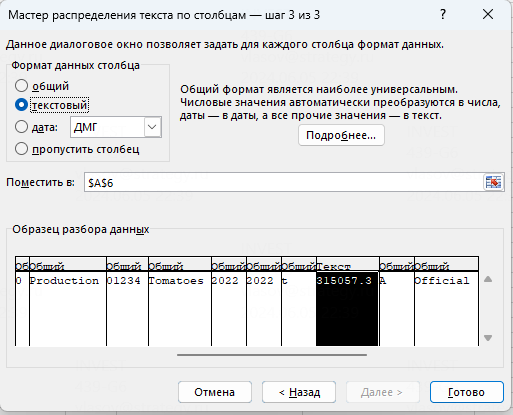 Мастер распределения текста по столбцам — шаг 3 из 3
?
Данное диалоговое окно позволяет задать для каждого столбца формат данных.
Формат данных столбца
общий
текстовый
дата: ДМГ
пропустить столбец
Общий формат является наиболее универсальным.
Числовые значения автоматически преобразуются в числа,
даты — в даты, а все прочие значения — в текст.
Подробнее...
Поместить в: $A$6
Образец разбора данных
Об Общий Общий Общий Общий Общий Общий Текст Общий Общий
0 Production 01234 Tomatoes 2022 2022 t 315057.3 A Official
Отмена < Назад Далее > Готово